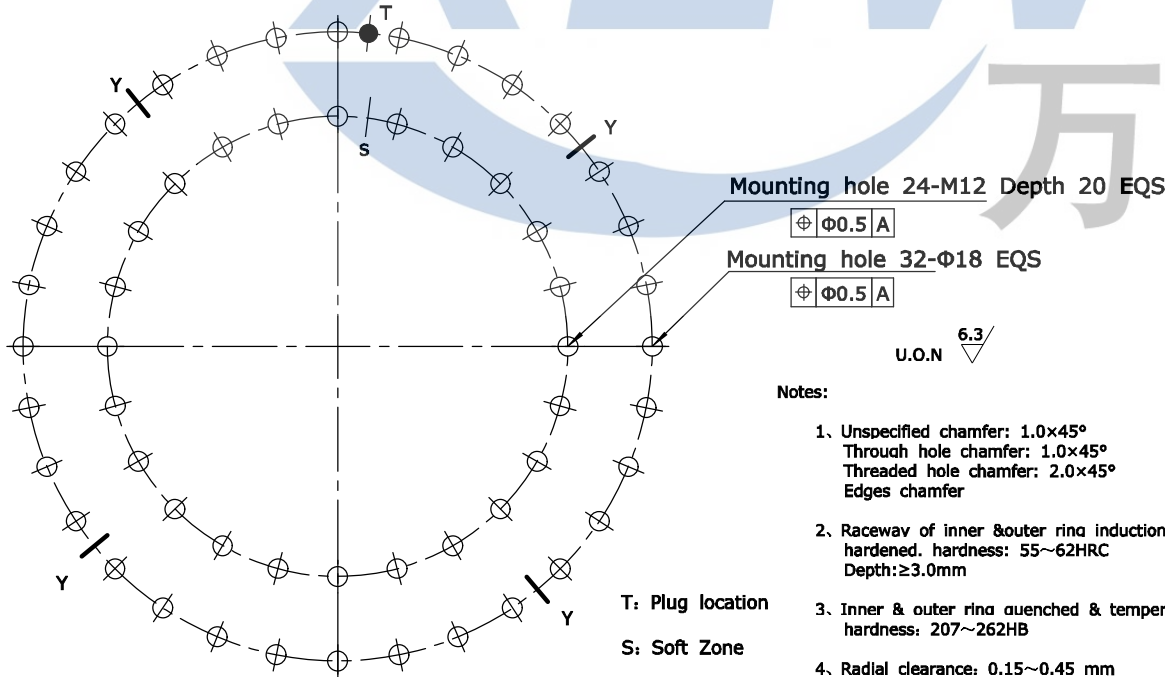 T
Y
Y
S
Mounting hole 24-M12 Depth 20 EQS
⌖ Φ0.5 A
Mounting hole 32-Φ18 EQS
⌖ Φ0.5 A
U.O.N 6.3
Notes:
1、Unspecified chamfer: 1.0×45°
Through hole chamfer: 1.0×45°
Threaded hole chamfer: 2.0×45°
Edges chamfer
2、Raceway of inner &outer ring induction
hardened. hardness: 55~62HRC
Depth:≥3.0mm
Y
Y
T: Plug location
3、Inner & outer ring quenched & temper
hardness: 207~262HB
S: Soft Zone
4、Radial clearance: 0.15~0.45 mm
万